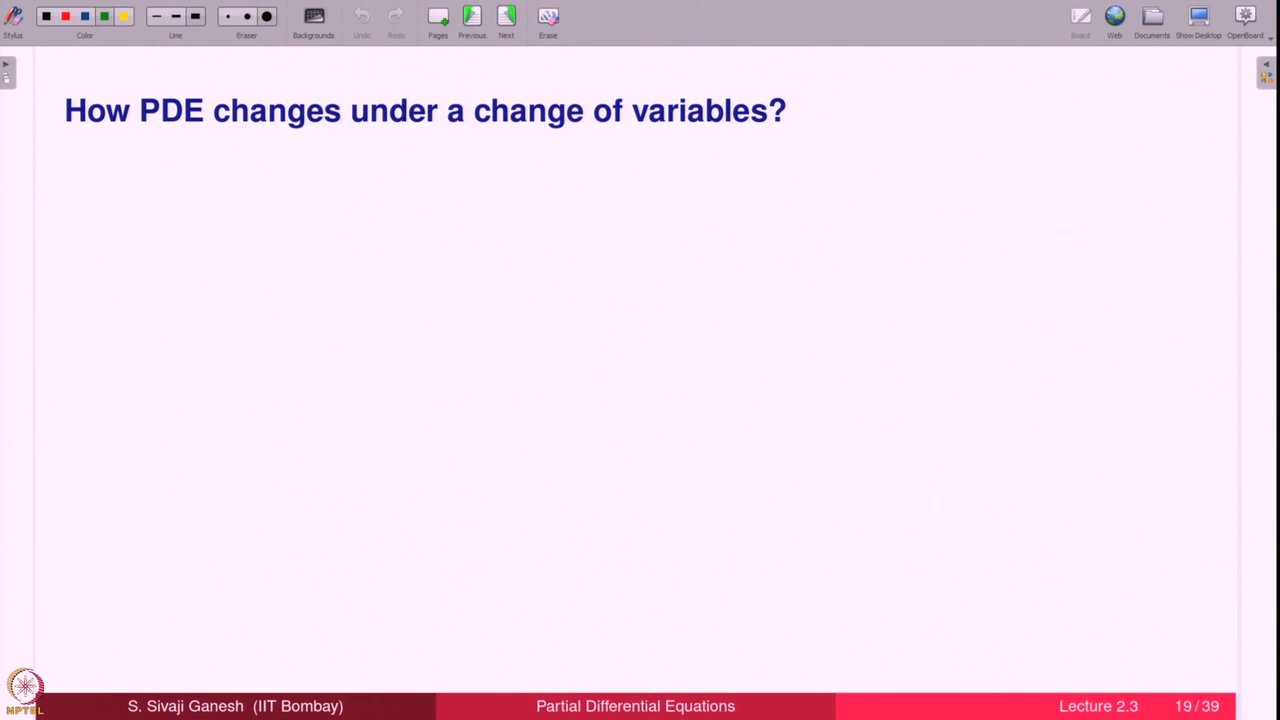 Stylus Color Line Eraser Backgrounds Undo Redo Pages Previous Next Erase Board Web Documents Show Desktop OpenBoard
How PDE changes under a change of variables?
NPTEL
S. Sivaji Ganesh (IIT Bombay) Partial Differential Equations Lecture 2.3 19/39